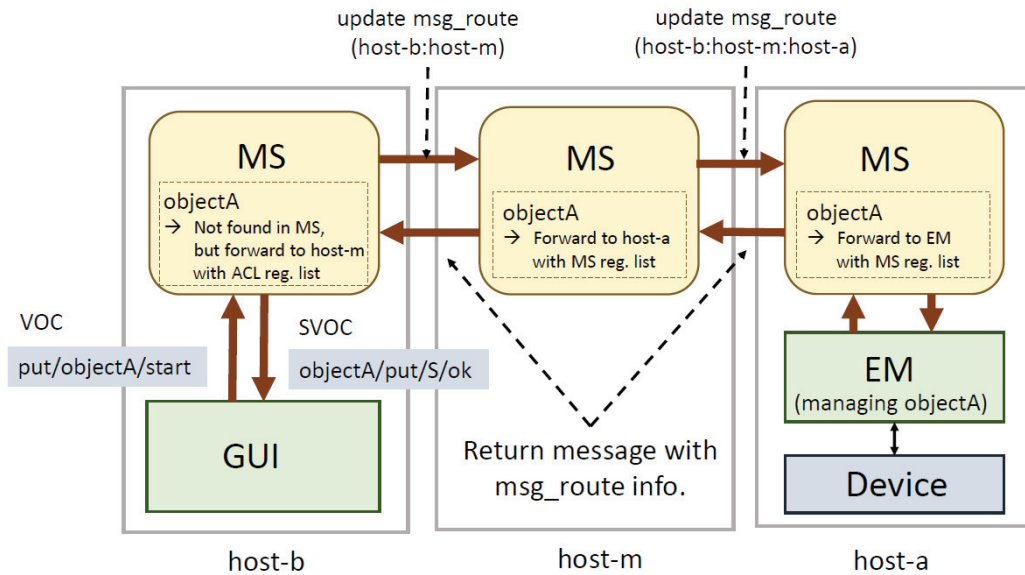 update msg_route
(host-b:host-m)
update msg_route
(host-b:host-m:host-a)
MS
objectA
→ Not found in MS,
but forward to host-m
with ACL reg. list
MS
objectA
→ Forward to host-a
with MS reg. list
MS
objectA
→ Forward to EM
with MS reg. list
VOC
put/objectA/start
SVOC
objectA/put/S/ok
GUI
Return message with
msg_route info.
EM
(managing objectA)
Device
host-b
host-m
host-a